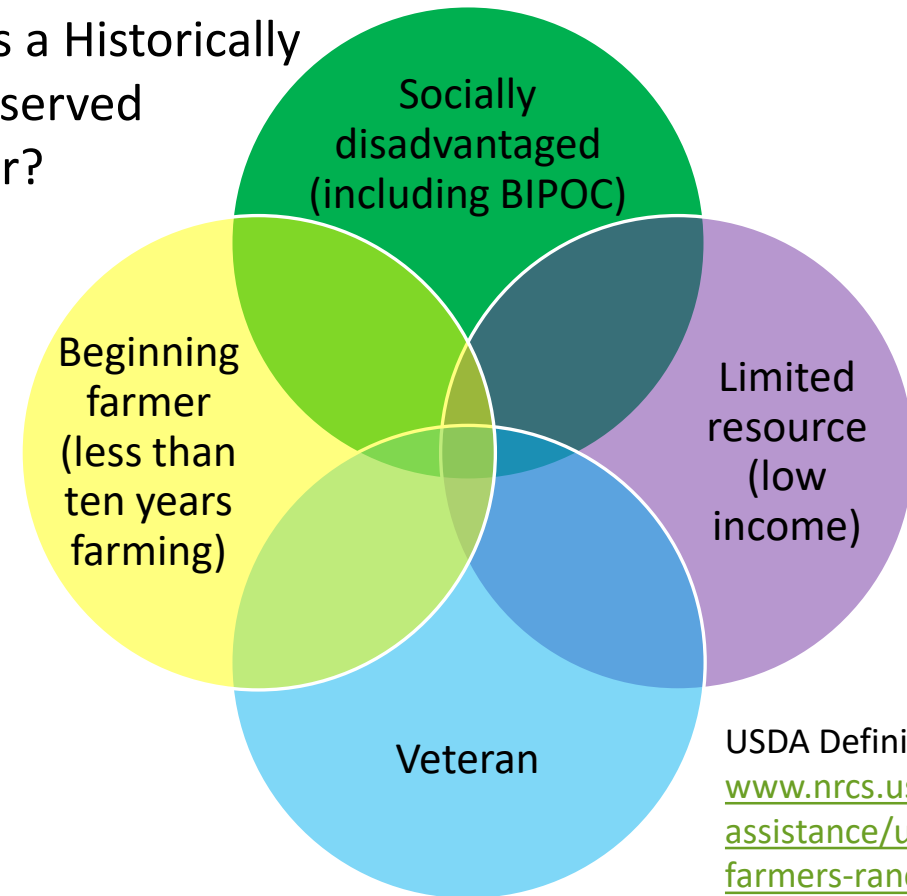 s a Historically
served
r?
Socially
disadvantaged
(including BIPOC)
Beginning
farmer
(less than
ten years
farming)
Limited
resource
(low
income)
Veteran
USDA Defini
www.nrcs.us
assistance/u
farmers-ran